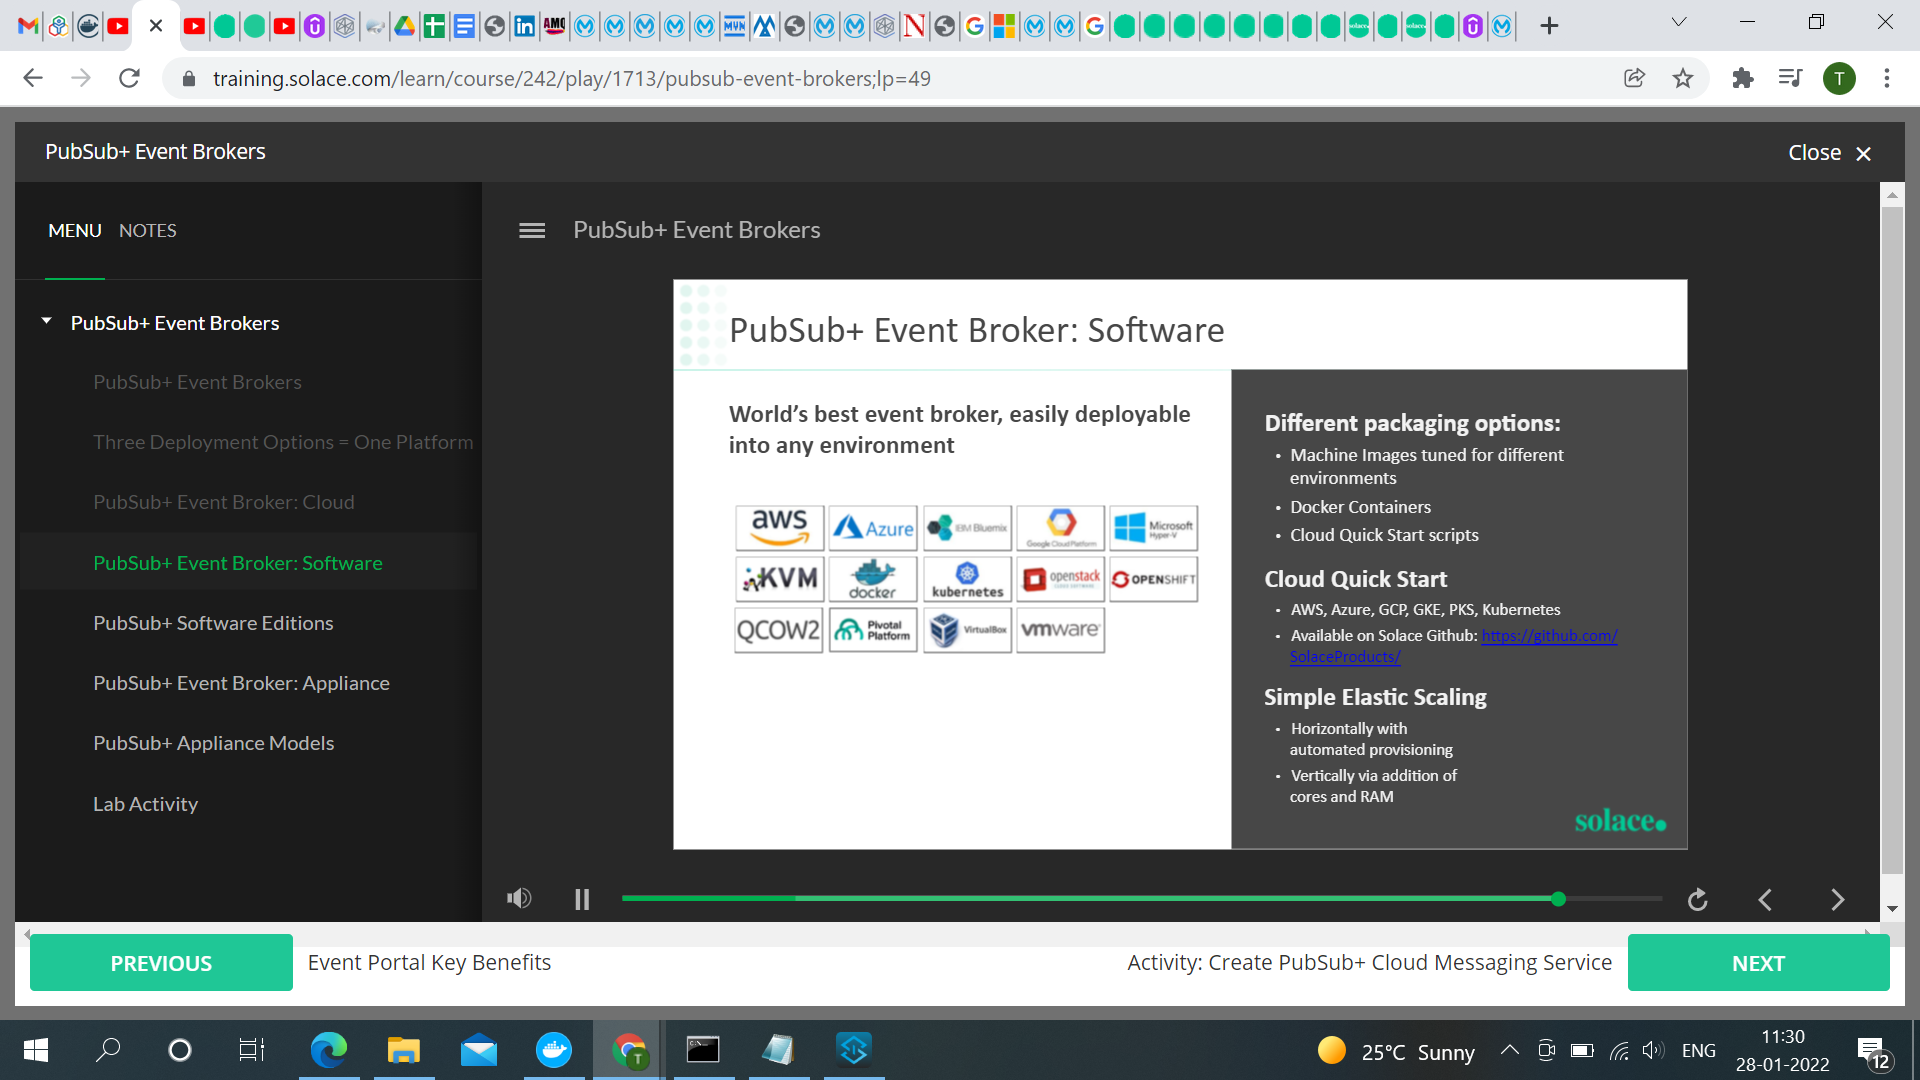 training.solace.com/learn/course/242/play/1713/pubsub-event-brokers;lp=49
T
PubSub+ Event Brokers
Close
MENU NOTES
PubSub+ Event Brokers
PubSub+ Event Brokers
PubSub+ Event Brokers
Three Deployment Options = One Platform
PubSub+ Event Broker: Cloud
PubSub+ Event Broker: Software
PubSub+ Software Editions
PubSub+ Event Broker: Appliance
PubSub+ Appliance Models
Lab Activity
PubSub+ Event Broker: Software
World's best event broker, easily deployable
into any environment
aws Azure IBM Bluemix Google Cloud Platform Microsoft Hyper-V
KVM docker kubernetes openstack OPENSHIFT
QCOW2 Pivotal Platform VirtualBox vmware
Different packaging options:
• Machine Images tuned for different
environments
• Docker Containers
• Cloud Quick Start scripts
Cloud Quick Start
• AWS, Azure, GCP, GKE, PKS, Kubernetes
• Available on Solace Github: https://github.com/
SolaceProducts/
Simple Elastic Scaling
• Horizontally with
automated provisioning
• Vertically via addition of
cores and RAM
solace.
PREVIOUS
Event Portal Key Benefits
Activity: Create PubSub+ Cloud Messaging Service
NEXT
25°C Sunny
ENG
11:30
28-01-2022
12